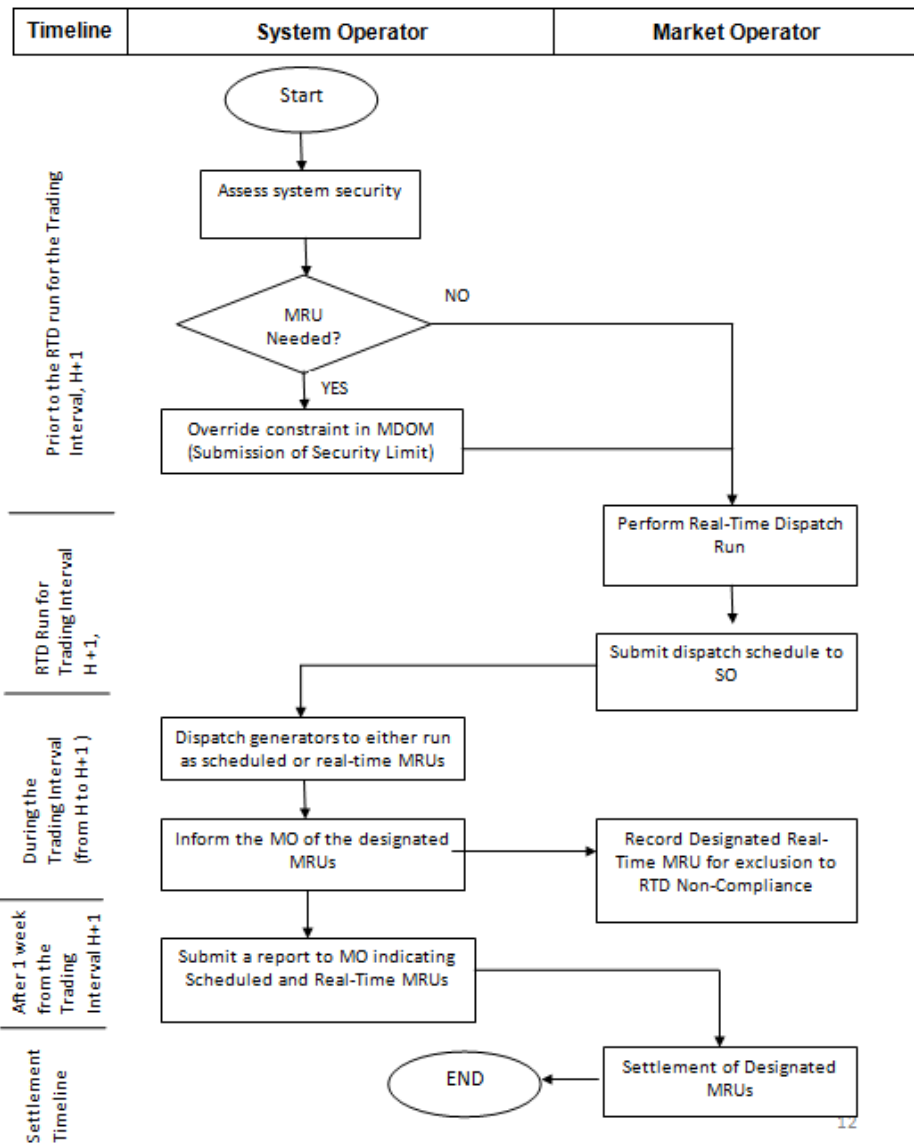 Timeline
System Operator
Market Operator
Prior to the RTD run for the Trading
Interval, H+1
Start
Assess system security
MRU
Needed?
NO
YES
Override constraint in MDOM
(Submission of Security Limit)
RTD Run for
Trading Interval
H+1,
Perform Real-Time Dispatch
Run
Submit dispatch schedule to
SO
During the
Trading Interval
(from H to H+1 )
Dispatch generators to either run
as scheduled or real-time MRUs
Inform the MO of the designated
MRUs
Record Designated Real-
Time MRU for exclusion to
RTD Non-Compliance
After 1 week
from the
Trading
Interval H+1
Submit a report to MO indicating
Scheduled and Real-Time MRUs
Settlement
Timeline
END
Settlement of Designated
MRUs
12